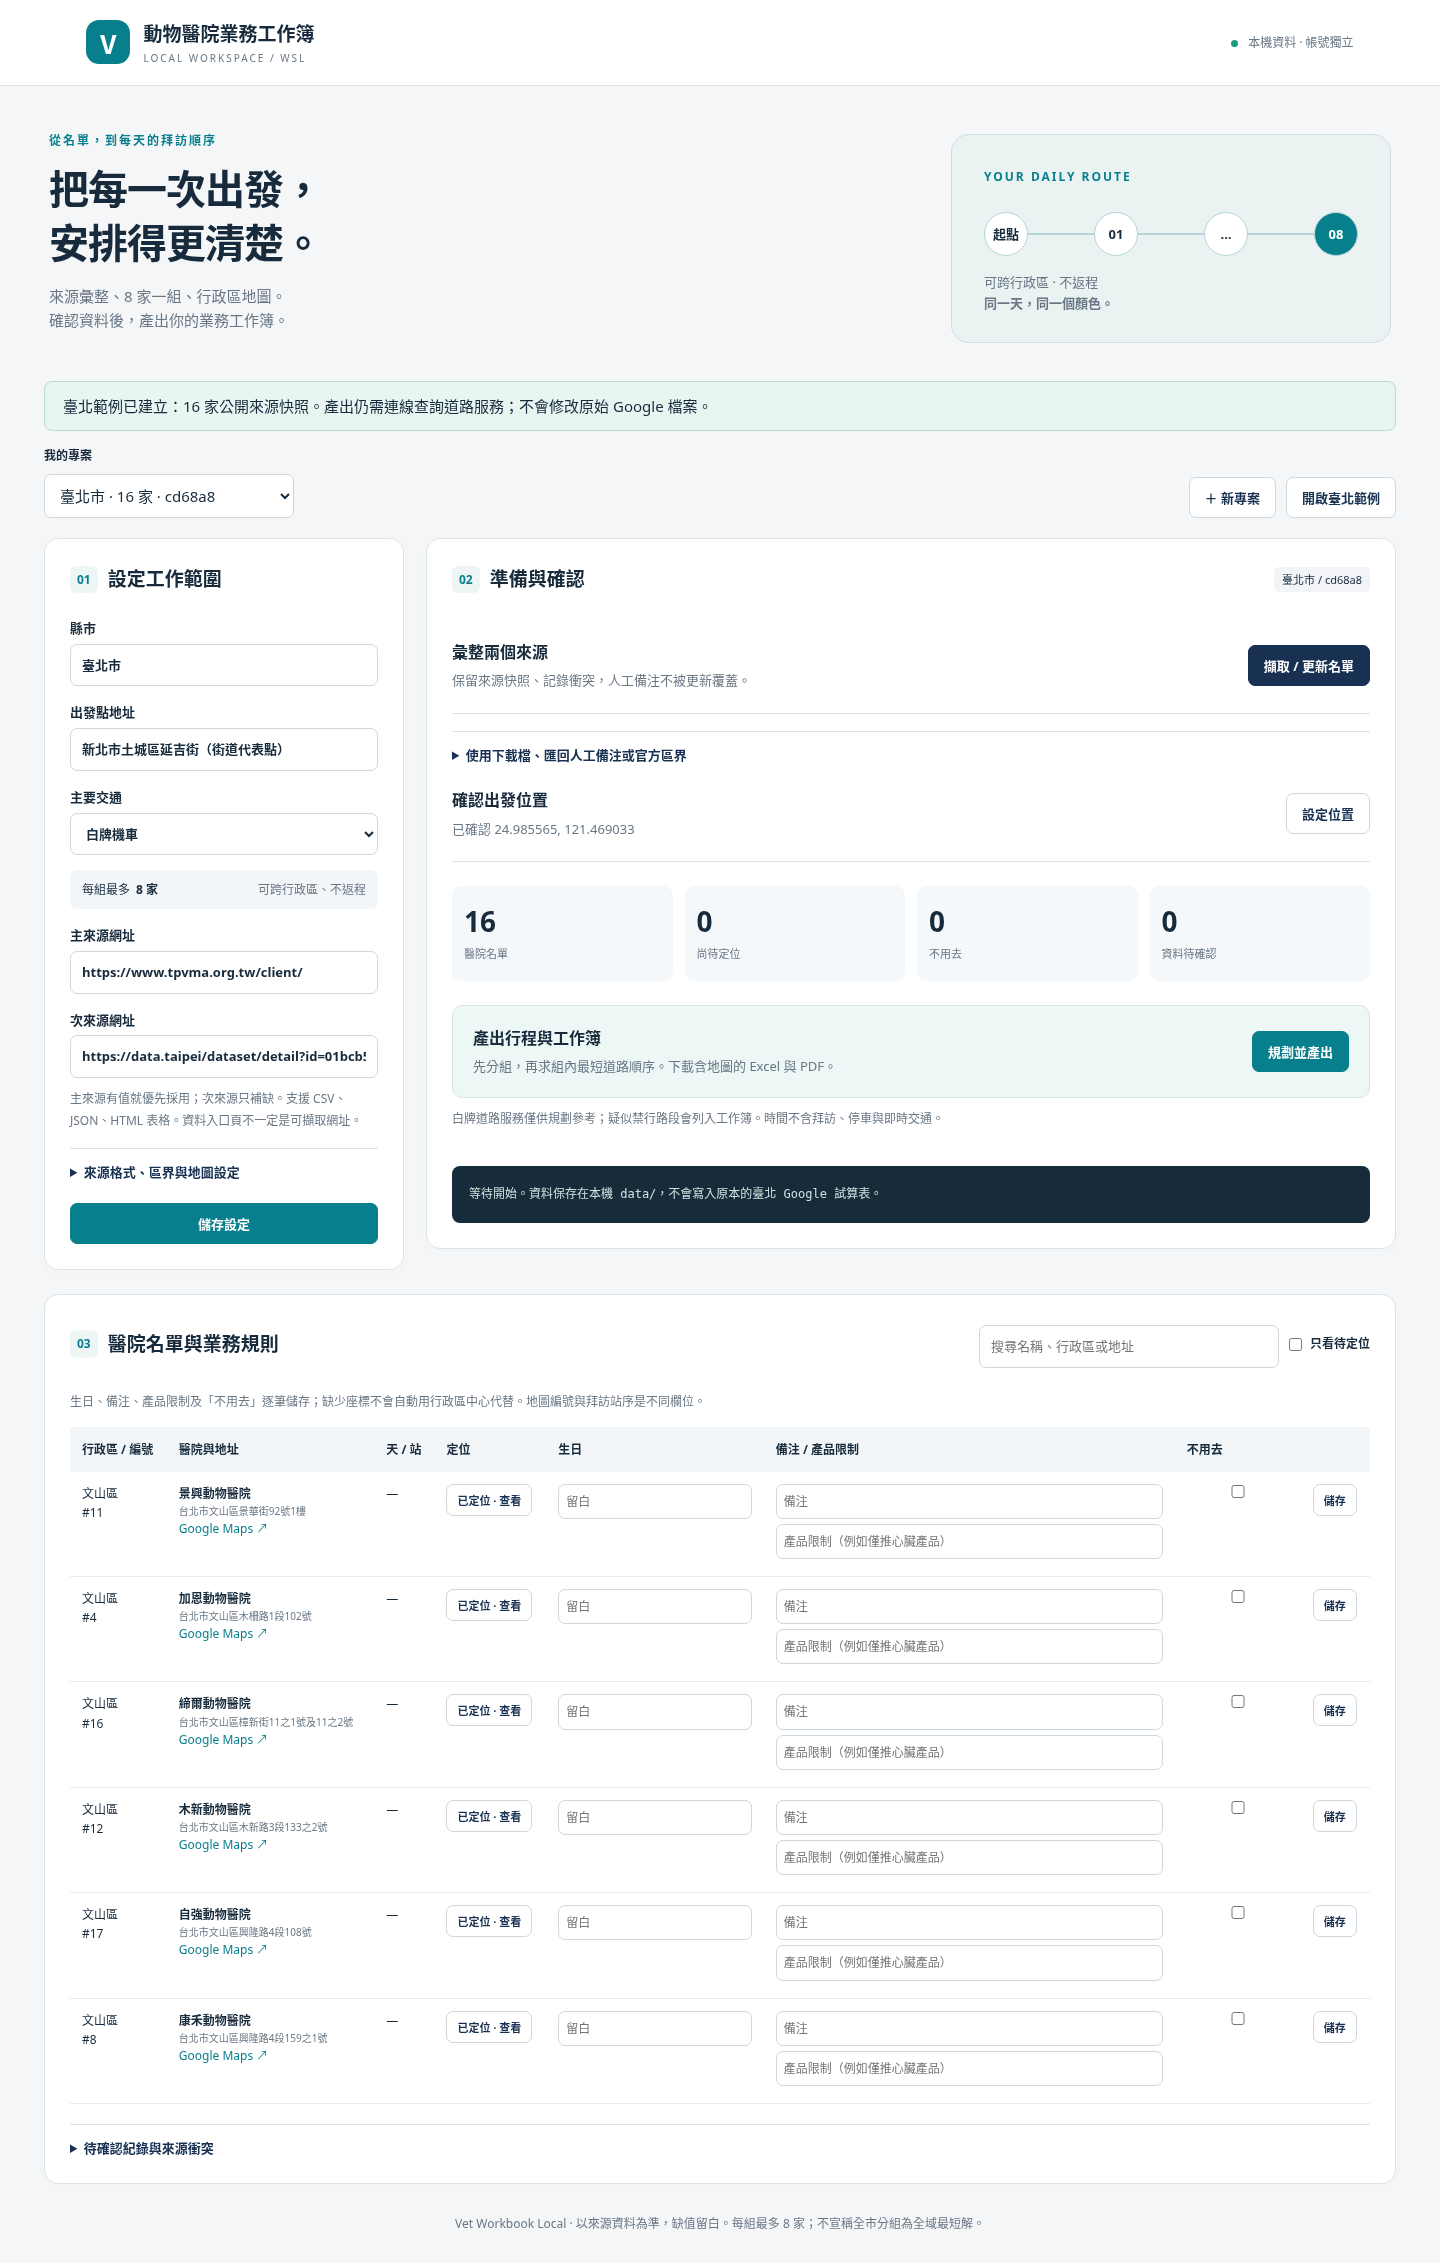 V
動物醫院業務工作簿
LOCAL WORKSPACE / WSL
本機資料 · 帳號獨立
從名單，到每天的拜訪順序
把每一次出發，
安排得更清楚。
來源彙整、8 家一組、行政區地圖。
確認資料後，產出你的業務工作簿。
YOUR DAILY ROUTE
起點
01
...
08
可跨行政區 · 不返程
同一天，同一個顏色。
臺北範例已建立：16 家公開來源快照。產出仍需連線查詢道路服務；不會修改原始 Google 檔案。
我的專案
臺北市 · 16 家 · cd68a8
＋ 新專案
開啟臺北範例
01 設定工作範圍
縣市
臺北市
出發點地址
新北市土城區延吉街（街道代表點）
主要交通
白牌機車
每組最多 8 家 可跨行政區、不返程
主來源網址
https://www.tpvma.org.tw/client/
次來源網址
https://data.taipei/dataset/detail?id=01bcb
主來源有值就優先採用；次來源只補缺。支援 CSV、
JSON、HTML 表格。資料入口頁不一定是可擷取網址。
▶ 來源格式、區界與地圖設定
儲存設定
02 準備與確認
臺北市 / cd68a8
彙整兩個來源
保留來源快照、記錄衝突，人工備注不被更新覆蓋。
擷取 / 更新名單
▶ 使用下載檔、匯回人工備注或官方區界
確認出發位置
已確認 24.985565, 121.469033
設定位置
16
醫院名單
0
尚待定位
0
不用去
0
資料待確認
產出行程與工作簿
先分組，再求組內最短道路順序。下載含地圖的 Excel 與 PDF。
規劃並產出
白牌道路服務僅供規劃參考；疑似禁行路段會列入工作簿。時間不含拜訪、停車與即時交通。
等待開始。資料保存在本機 data/，不會寫入原本的臺北 Google 試算表。
03 醫院名單與業務規則
搜尋名稱、行政區或地址
只看待定位
生日、備注、產品限制及「不用去」逐筆儲存；缺少座標不會自動用行政區中心代替。地圖編號與拜訪站序是不同欄位。
行政區 / 編號 醫院與地址 天 / 站 定位 生日 備注 / 產品限制 不用去
文山區
#11
景興動物醫院
台北市文山區景華街92號1樓
Google Maps ↗
—
已定位 · 查看
留白
備注
產品限制（例如僅推心臟產品）
儲存
文山區
#4
加恩動物醫院
台北市文山區木柵路1段102號
Google Maps ↗
—
已定位 · 查看
留白
備注
產品限制（例如僅推心臟產品）
儲存
文山區
#16
締爾動物醫院
台北市文山區樟新街11之1號及11之2號
Google Maps ↗
—
已定位 · 查看
留白
備注
產品限制（例如僅推心臟產品）
儲存
文山區
#12
木新動物醫院
台北市文山區木新路3段133之2號
Google Maps ↗
—
已定位 · 查看
留白
備注
產品限制（例如僅推心臟產品）
儲存
文山區
#17
自強動物醫院
台北市文山區興隆路4段108號
Google Maps ↗
—
已定位 · 查看
留白
備注
產品限制（例如僅推心臟產品）
儲存
文山區
#8
康禾動物醫院
台北市文山區興隆路4段159之1號
Google Maps ↗
—
已定位 · 查看
留白
備注
產品限制（例如僅推心臟產品）
儲存
▶ 待確認紀錄與來源衝突
Vet Workbook Local · 以來源資料為準，缺值留白。每組最多 8 家；不宣稱全市分組為全域最短解。